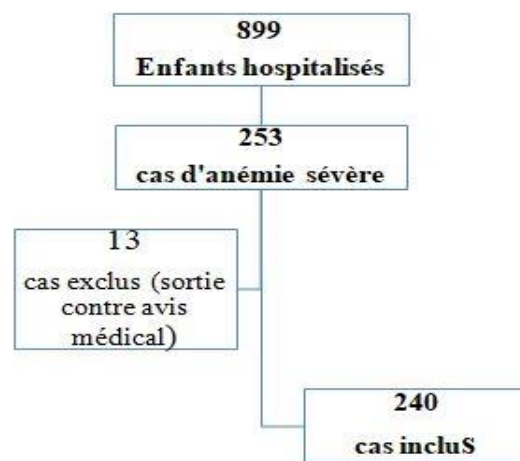 899
Enfants hospitalisés
253
cas d'anémie sévère
13
cas exclus (sortie
contre avis
médical)
240
cas incluS